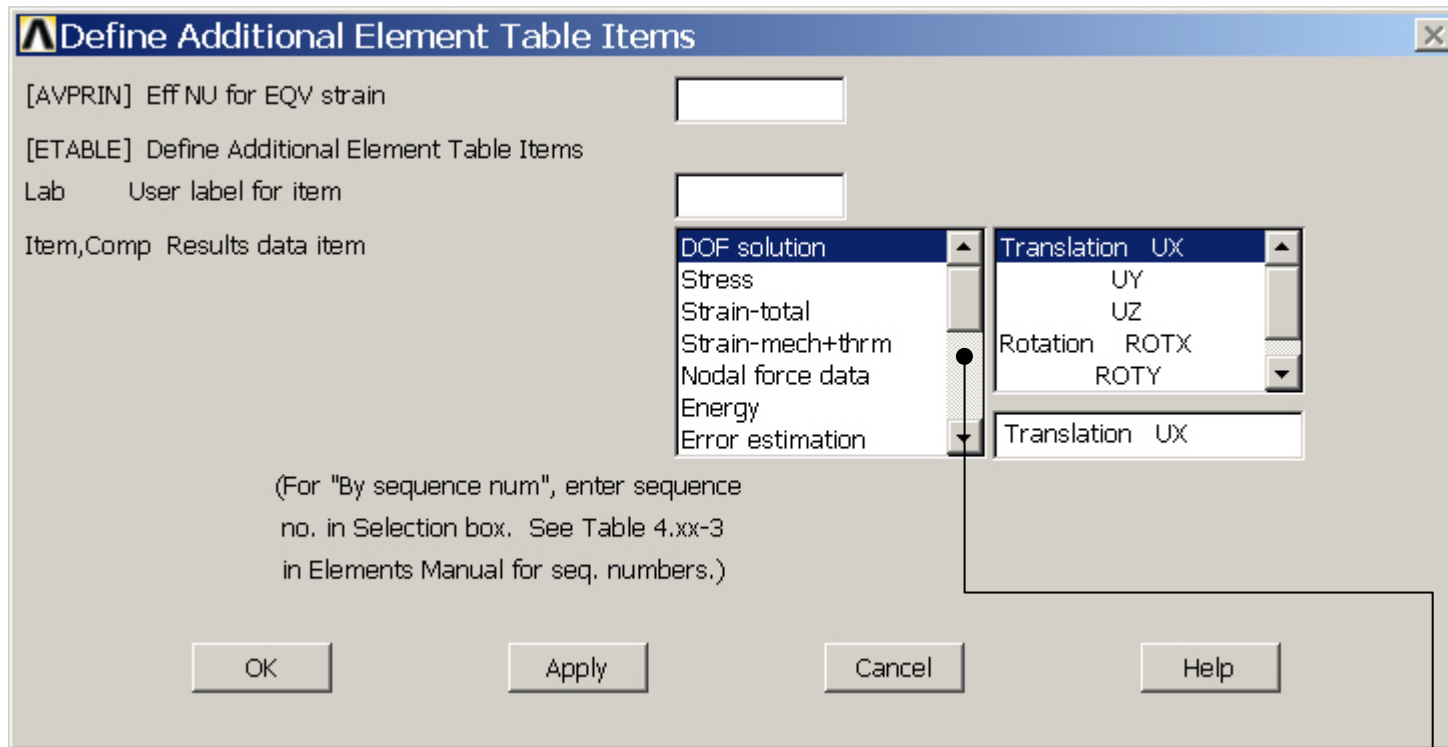 Define Additional Element Table Items
[AVPRIN] Eff NU for EQV strain
[ETABLE] Define Additional Element Table Items
Lab User label for item
Item,Comp Results data item
DOF solution
Stress
Strain-total
Strain-mech+thrm
Nodal force data
Energy
Error estimation
Translation UX
UY
UZ
Rotation ROTX
ROTY
Translation UX
(For "By sequence num", enter sequence
no. in Selection box. See Table 4.xx-3
in Elements Manual for seq. numbers.)
OK Apply Cancel Help